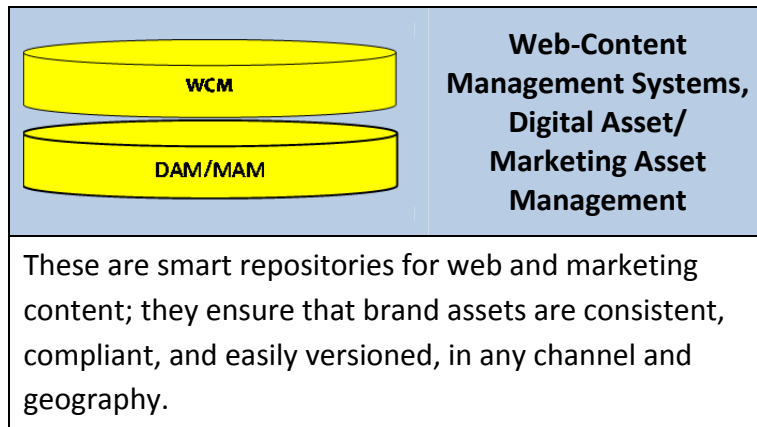 WCM
DAM/MAM
Web-Content
Management Systems,
Digital Asset/
Marketing Asset
Management
These are smart repositories for web and marketing
content; they ensure that brand assets are consistent,
compliant, and easily versioned, in any channel and
geography.